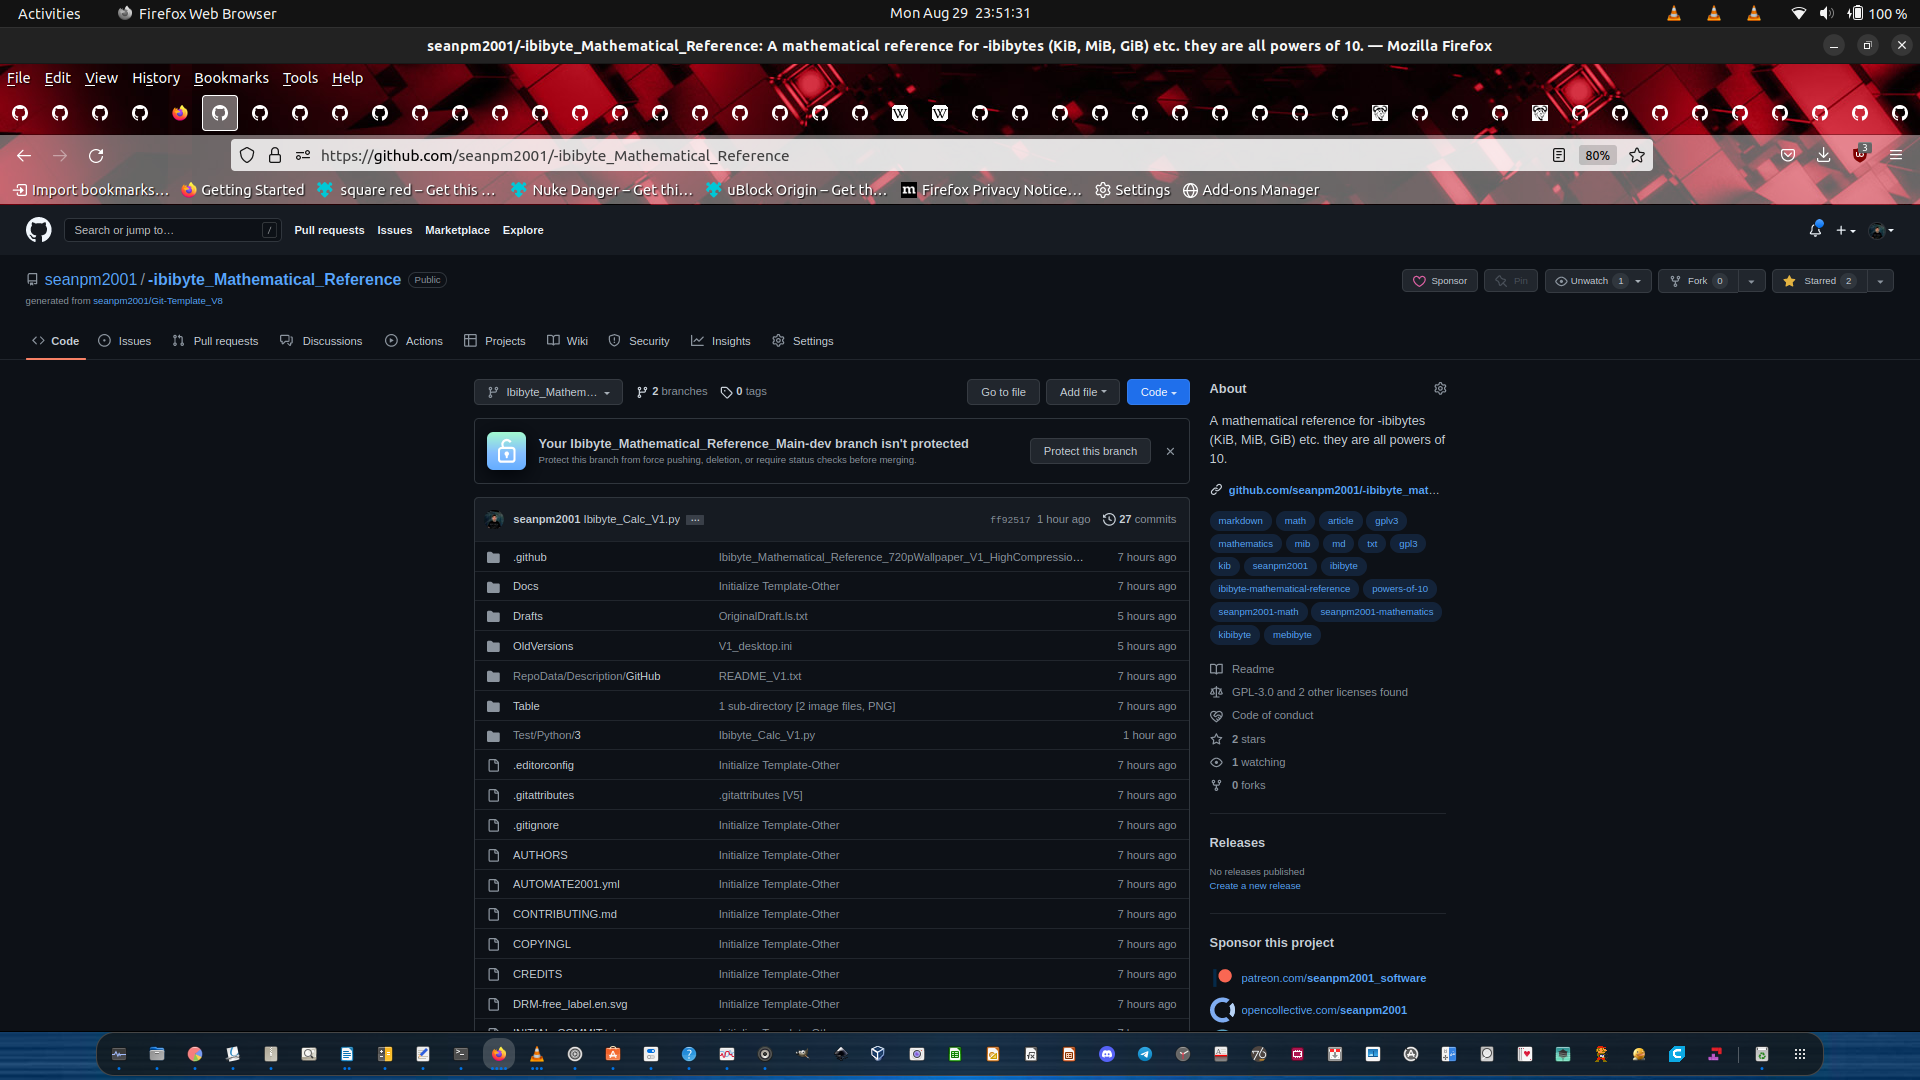 Activities
Firefox Web Browser
Mon Aug 29 23:51:31
100 %
seanpm2001/-ibibyte_Mathematical_Reference: A mathematical reference for -ibibytes (KiB, MiB, GiB) etc. they are all powers of 10. — Mozilla Firefox
File Edit View History Bookmarks Tools Help
https://github.com/seanpm2001/-ibibyte_Mathematical_Reference
80%
3
Import bookmarks…
Getting Started
square red – Get this …
Nuke Danger – Get thi…
uBlock Origin – Get th…
Firefox Privacy Notice…
Settings
Add-ons Manager
Search or jump to…
/
Pull requests Issues Marketplace Explore
seanpm2001 / -ibibyte_Mathematical_Reference Public
generated from seanpm2001/Git-Template_V8
Sponsor
Pin
Unwatch 1
Fork 0
Starred 2
Code
Issues
Pull requests
Discussions
Actions
Projects
Wiki
Security
Insights
Settings
Ibibyte_Mathem…
2 branches
0 tags
Go to file
Add file
Code
Your Ibibyte_Mathematical_Reference_Main-dev branch isn't protected
Protect this branch from force pushing, deletion, or require status checks before merging.
Protect this branch
seanpm2001 Ibibyte_Calc_V1.py … ff92517 1 hour ago 27 commits
.github Ibibyte_Mathematical_Reference_720pWallpaper_V1_HighCompressio… 7 hours ago
Docs Initialize Template-Other 7 hours ago
Drafts OriginalDraft.ls.txt 5 hours ago
OldVersions V1_desktop.ini 5 hours ago
RepoData/Description/GitHub README_V1.txt 7 hours ago
Table 1 sub-directory [2 image files, PNG] 7 hours ago
Test/Python/3 Ibibyte_Calc_V1.py 1 hour ago
.editorconfig Initialize Template-Other 7 hours ago
.gitattributes .gitattributes [V5] 7 hours ago
.gitignore Initialize Template-Other 7 hours ago
AUTHORS Initialize Template-Other 7 hours ago
AUTOMATE2001.yml Initialize Template-Other 7 hours ago
CONTRIBUTING.md Initialize Template-Other 7 hours ago
COPYINGL Initialize Template-Other 7 hours ago
CREDITS Initialize Template-Other 7 hours ago
DRM-free_label.en.svg Initialize Template-Other 7 hours ago
About
A mathematical reference for -ibibytes
(KiB, MiB, GiB) etc. they are all powers of
10.
github.com/seanpm2001/-ibibyte_mat…
markdown math article gplv3
mathematics mib md txt gpl3
kib seanpm2001 ibibyte
ibibyte-mathematical-reference powers-of-10
seanpm2001-math seanpm2001-mathematics
kibibyte mebibyte
Readme
GPL-3.0 and 2 other licenses found
Code of conduct
2 stars
1 watching
0 forks
Releases
No releases published
Create a new release
Sponsor this project
patreon.com/seanpm2001_software
opencollective.com/seanpm2001